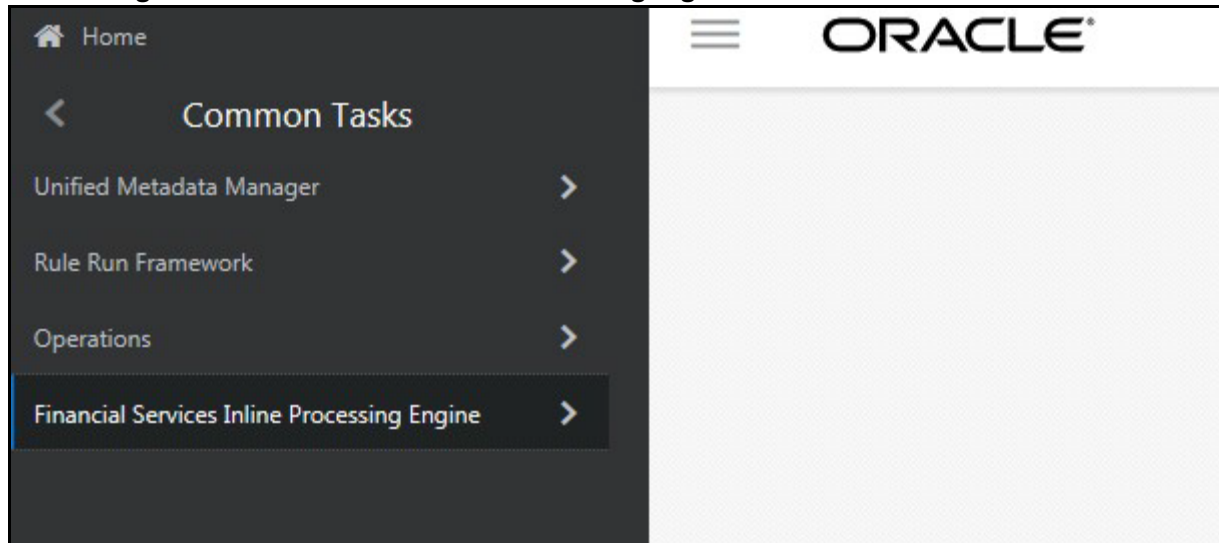 Home
ORACLE®
Common Tasks
Unified Metadata Manager
Rule Run Framework
Operations
Financial Services Inline Processing Engine